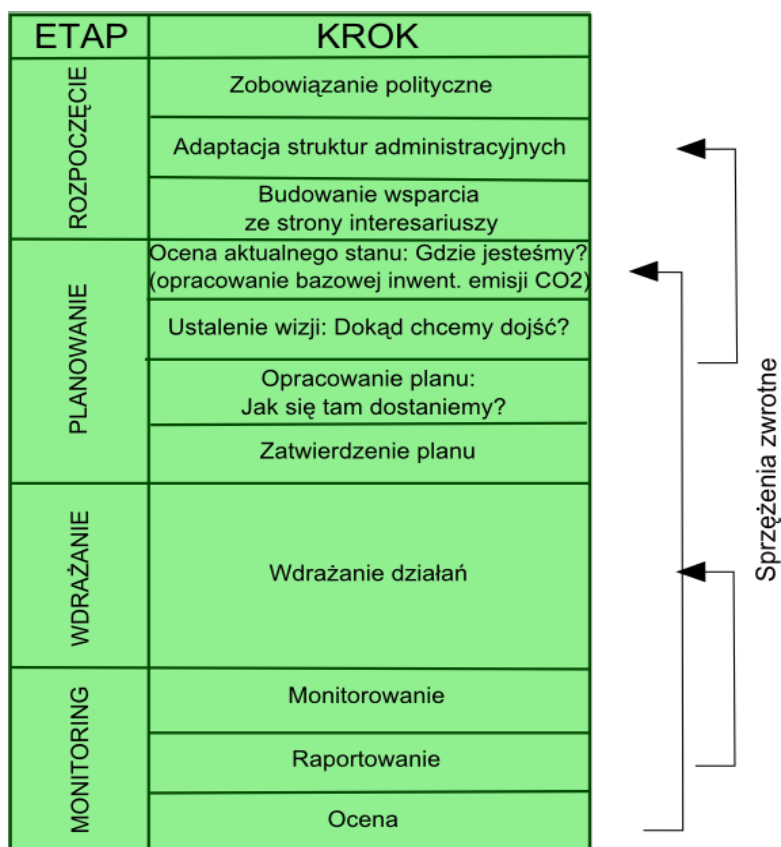 ETAP
KROK
ROZPOCZĘCIE
Zobowiązanie polityczne
Adaptacja struktur administracyjnych
Budowanie wsparcia
ze strony interesariuszy
PLANOWANIE
Ocena aktualnego stanu: Gdzie jesteśmy?
(opracowanie bazowej inwent. emisji CO2)
Ustalenie wizji: Dokąd chcemy dojść?
Opracowanie planu:
Jak się tam dostaniemy?
Zatwierdzenie planu
WDRAŻANIE
Wdrażanie działań
MONITORING
Monitorowanie
Raportowanie
Ocena
Sprzężenia zwrotne